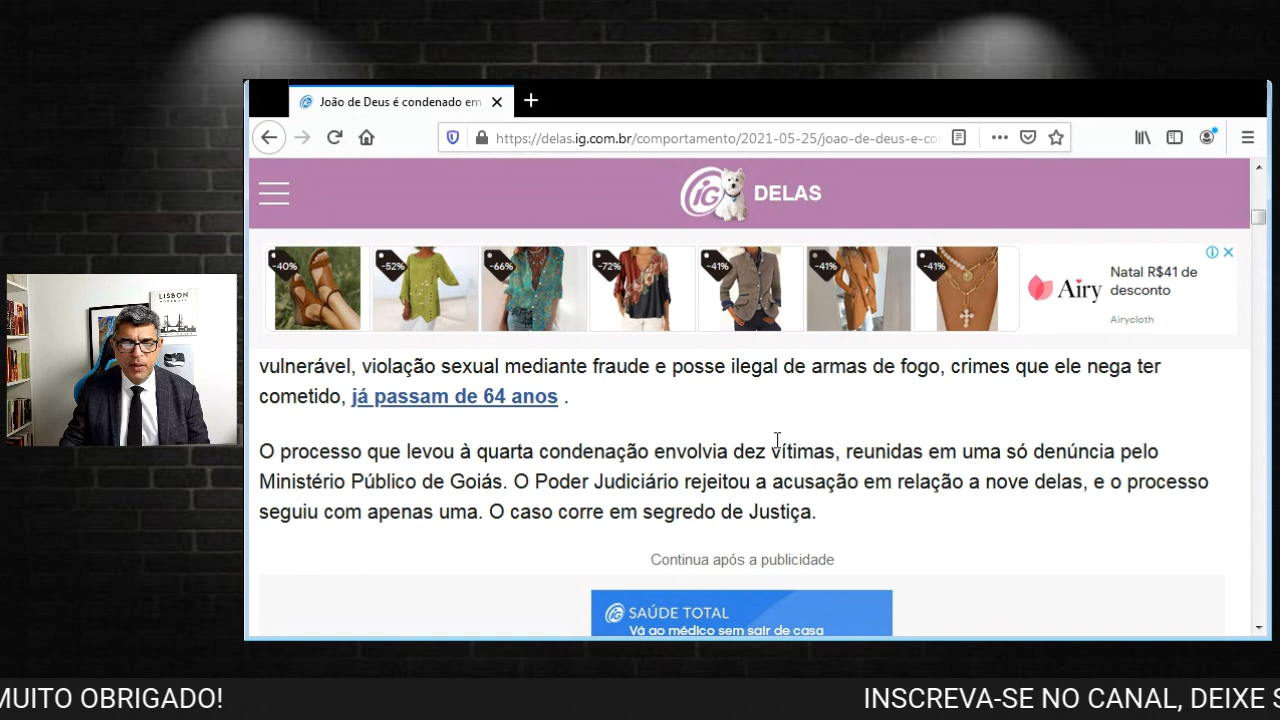 João de Deus é condenado em
https://delas.ig.com.br/comportamento/2021-05-25/joao-de-deus-e-co
iG DELAS
-40%
-52%
-66%
-72%
-41%
-41%
-41%
Airy
Natal R$41 de
desconto
Airycloth
LISBON
vulnerável, violação sexual mediante fraude e posse ilegal de armas de fogo, crimes que ele nega ter
cometido, já passam de 64 anos .
O processo que levou à quarta condenação envolvia dez vítimas, reunidas em uma só denúncia pelo
Ministério Público de Goiás. O Poder Judiciário rejeitou a acusação em relação a nove delas, e o processo
seguiu com apenas uma. O caso corre em segredo de Justiça.
Continua após a publicidade
iG SAÚDE TOTAL
Vá ao médico sem sair de casa
MUITO OBRIGADO!
INSCREVA-SE NO CANAL, DEIXE S